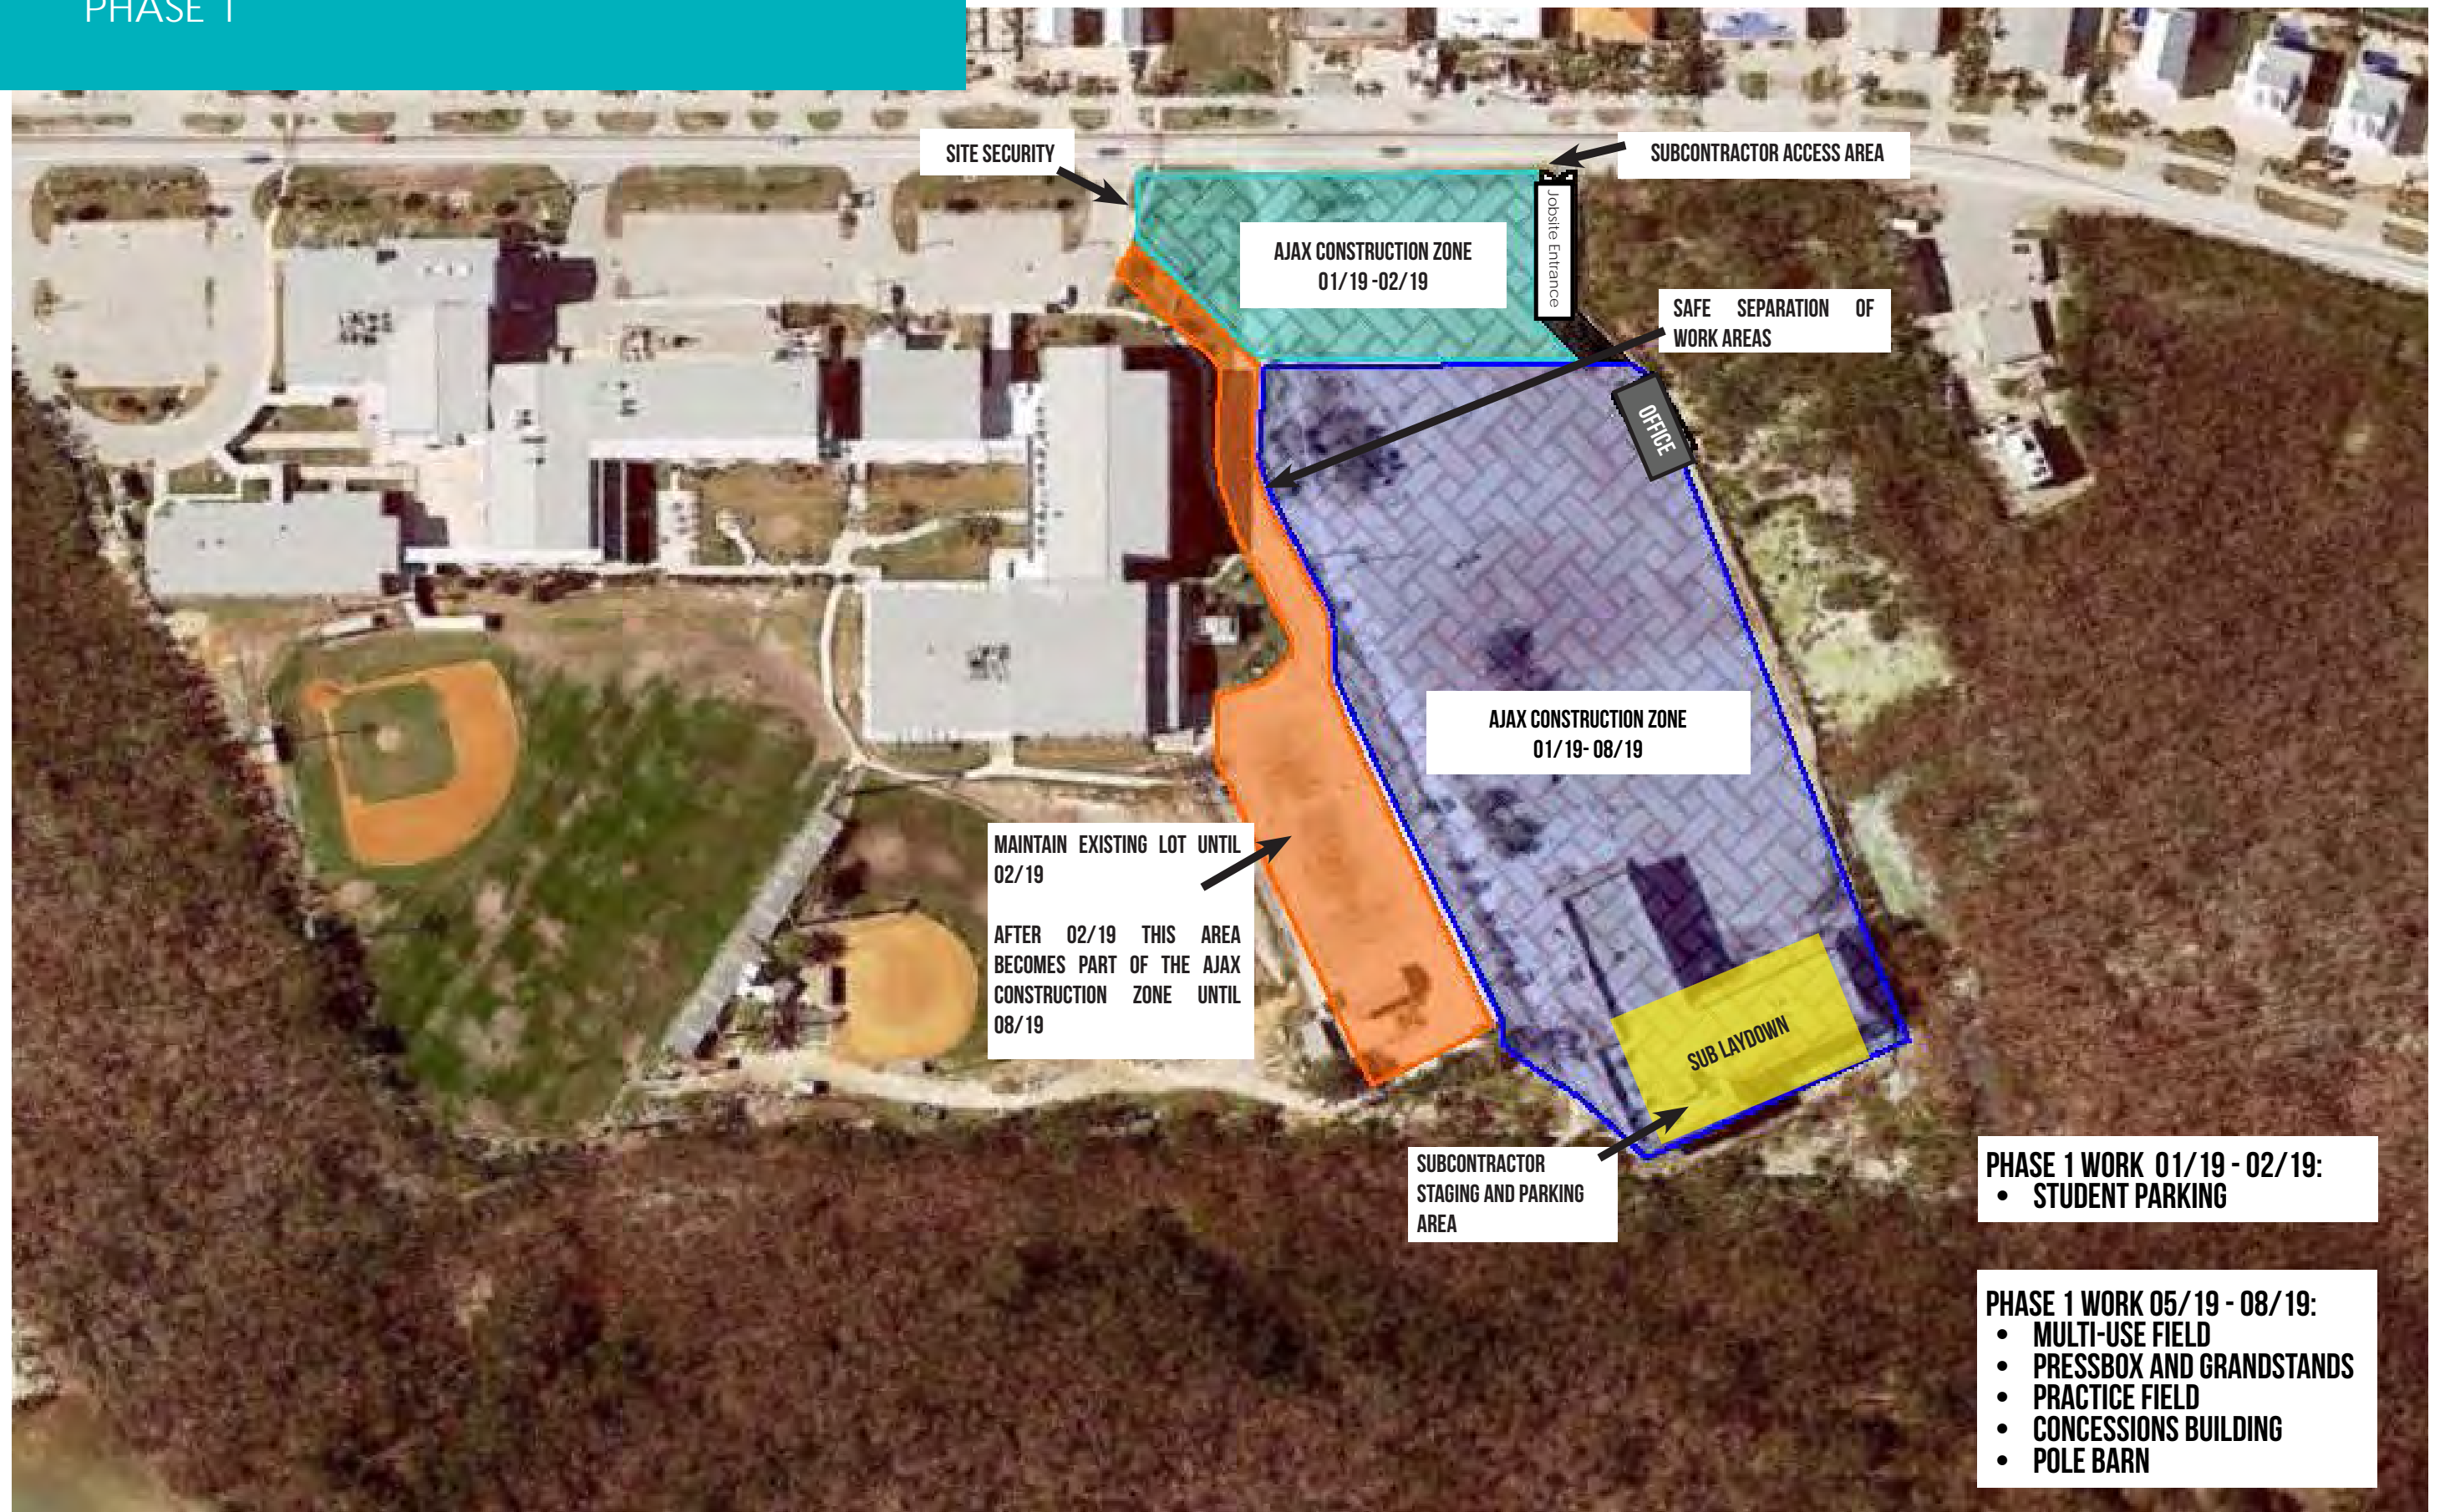 PHASE 1
SITE SECURITY
SUBCONTRACTOR ACCESS AREA
Jobsite Entrance
AJAX CONSTRUCTION ZONE
01/19 -02/19
SAFE SEPARATION OF
WORK AREAS
OFFICE
AJAX CONSTRUCTION ZONE
01/19- 08/19
MAINTAIN EXISTING LOT UNTIL
02/19
AFTER 02/19 THIS AREA
BECOMES PART OF THE AJAX
CONSTRUCTION ZONE UNTIL
08/19
SUB LAYDOWN
SUBCONTRACTOR
STAGING AND PARKING
AREA
PHASE 1 WORK 01/19 - 02/19:
• STUDENT PARKING
PHASE 1 WORK 05/19 - 08/19:
• MULTI-USE FIELD
• PRESSBOX AND GRANDSTANDS
• PRACTICE FIELD
• CONCESSIONS BUILDING
• POLE BARN